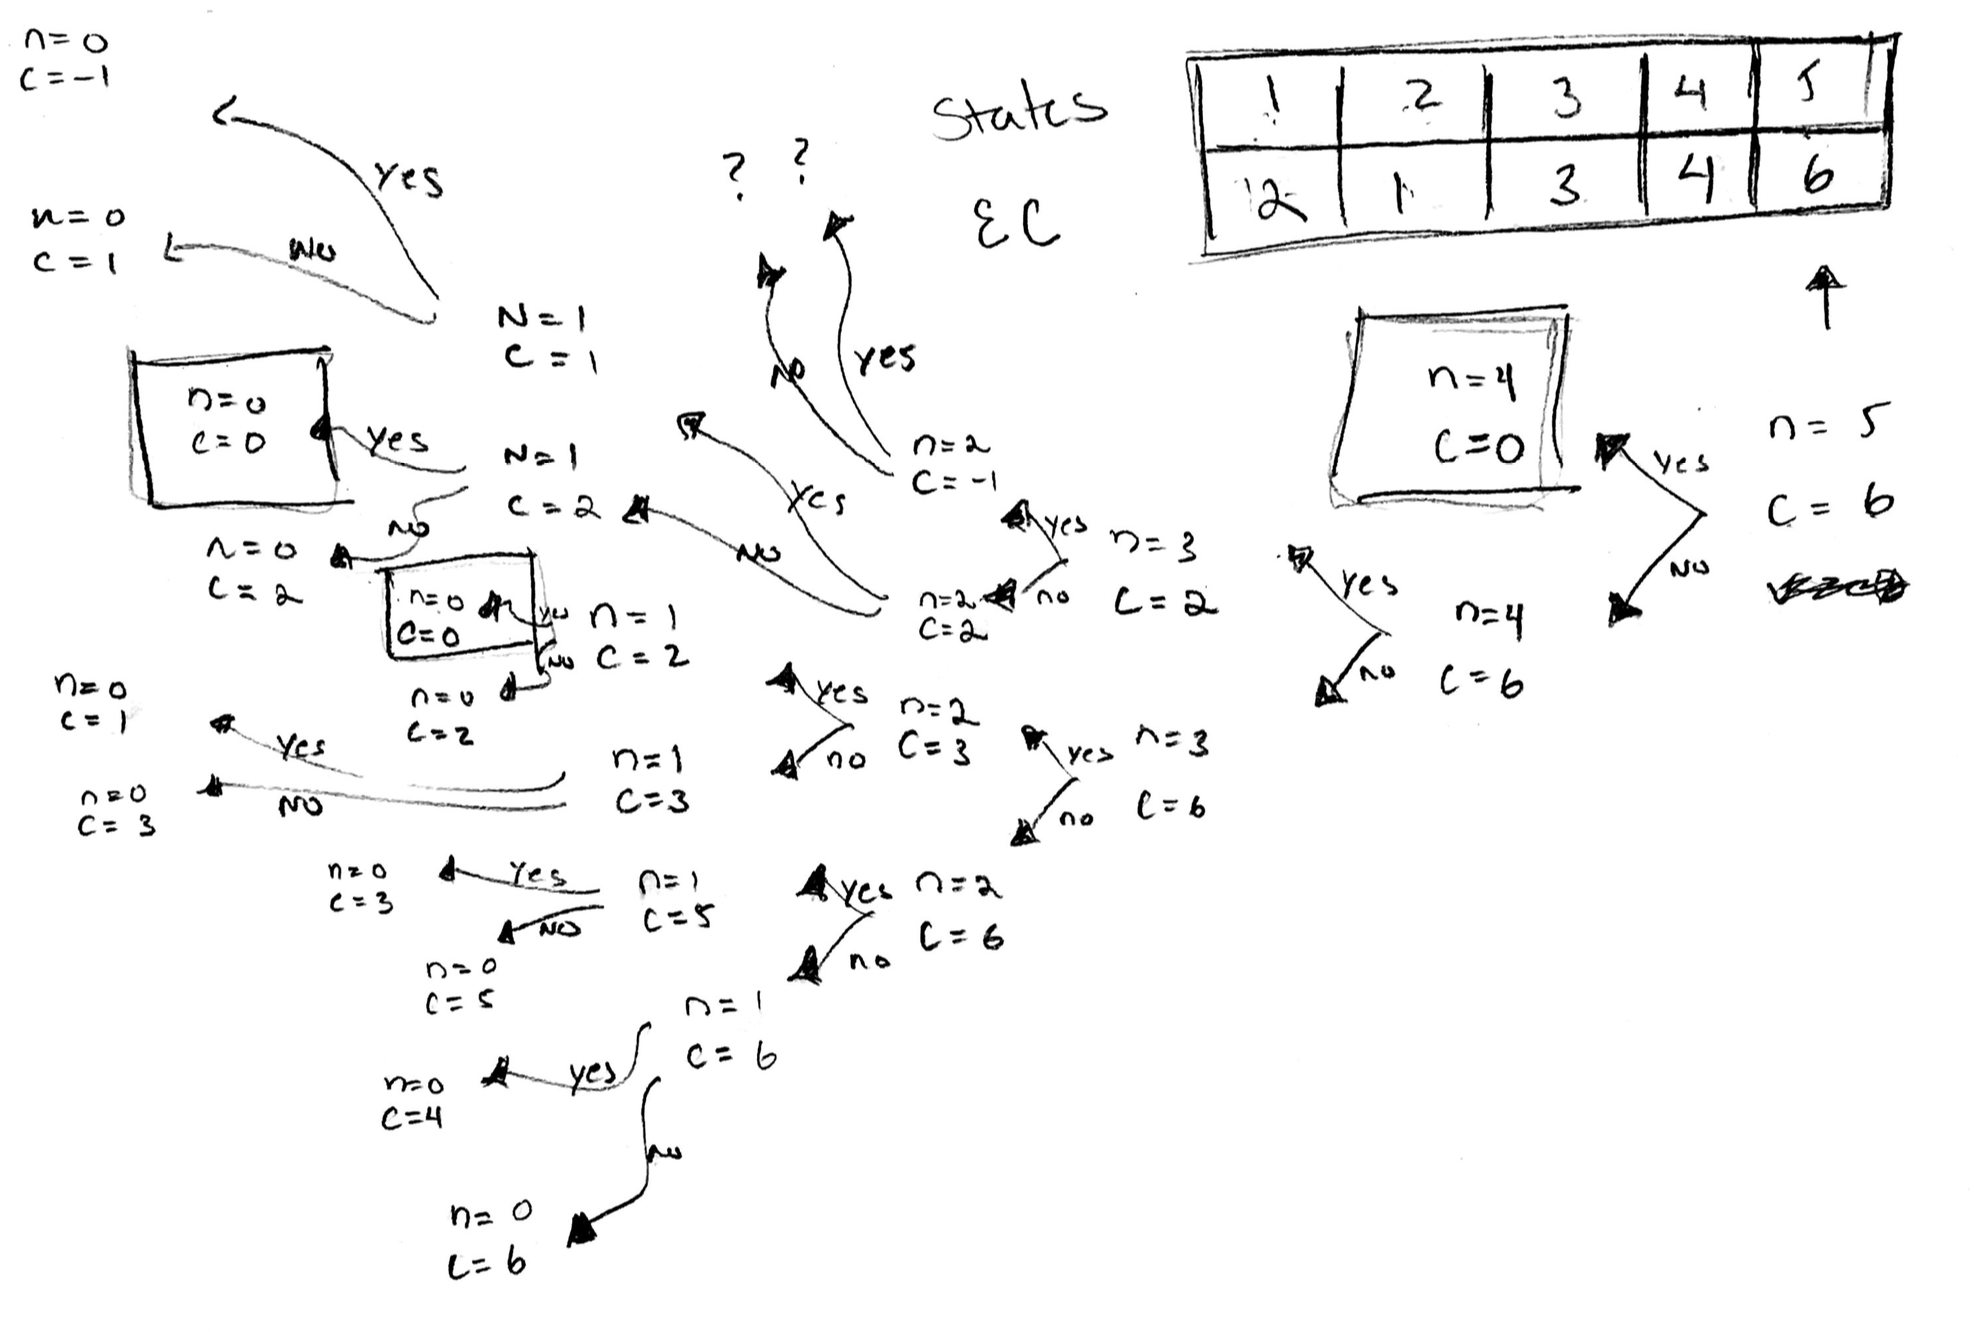 n=0
c=-1
States
1 2 3 4 5
EC
2 1 3 4 6
? ?
yes
n=0
c=1
No
N=1
c=1
No
yes
n=4
c=0
n=5
c=6
yes
No
n=0
c=0
yes
N=1
c=2
No
n=0
c=2
yes
No
n=2
c=-1
yes
no
n=3
c=2
n=2
c=2
yes
no
n=4
c=6
n=0
c=0
yes
No
n=1
c=2
n=0
c=2
yes
no
n=2
c=3
yes
no
n=3
c=6
n=0
c=1
yes
No
n=0
c=3
n=1
c=3
n=0
c=3
yes
No
n=1
c=5
yes
no
n=2
c=6
n=0
c=5
n=1
c=6
yes
n=0
c=4
No
n=0
c=6